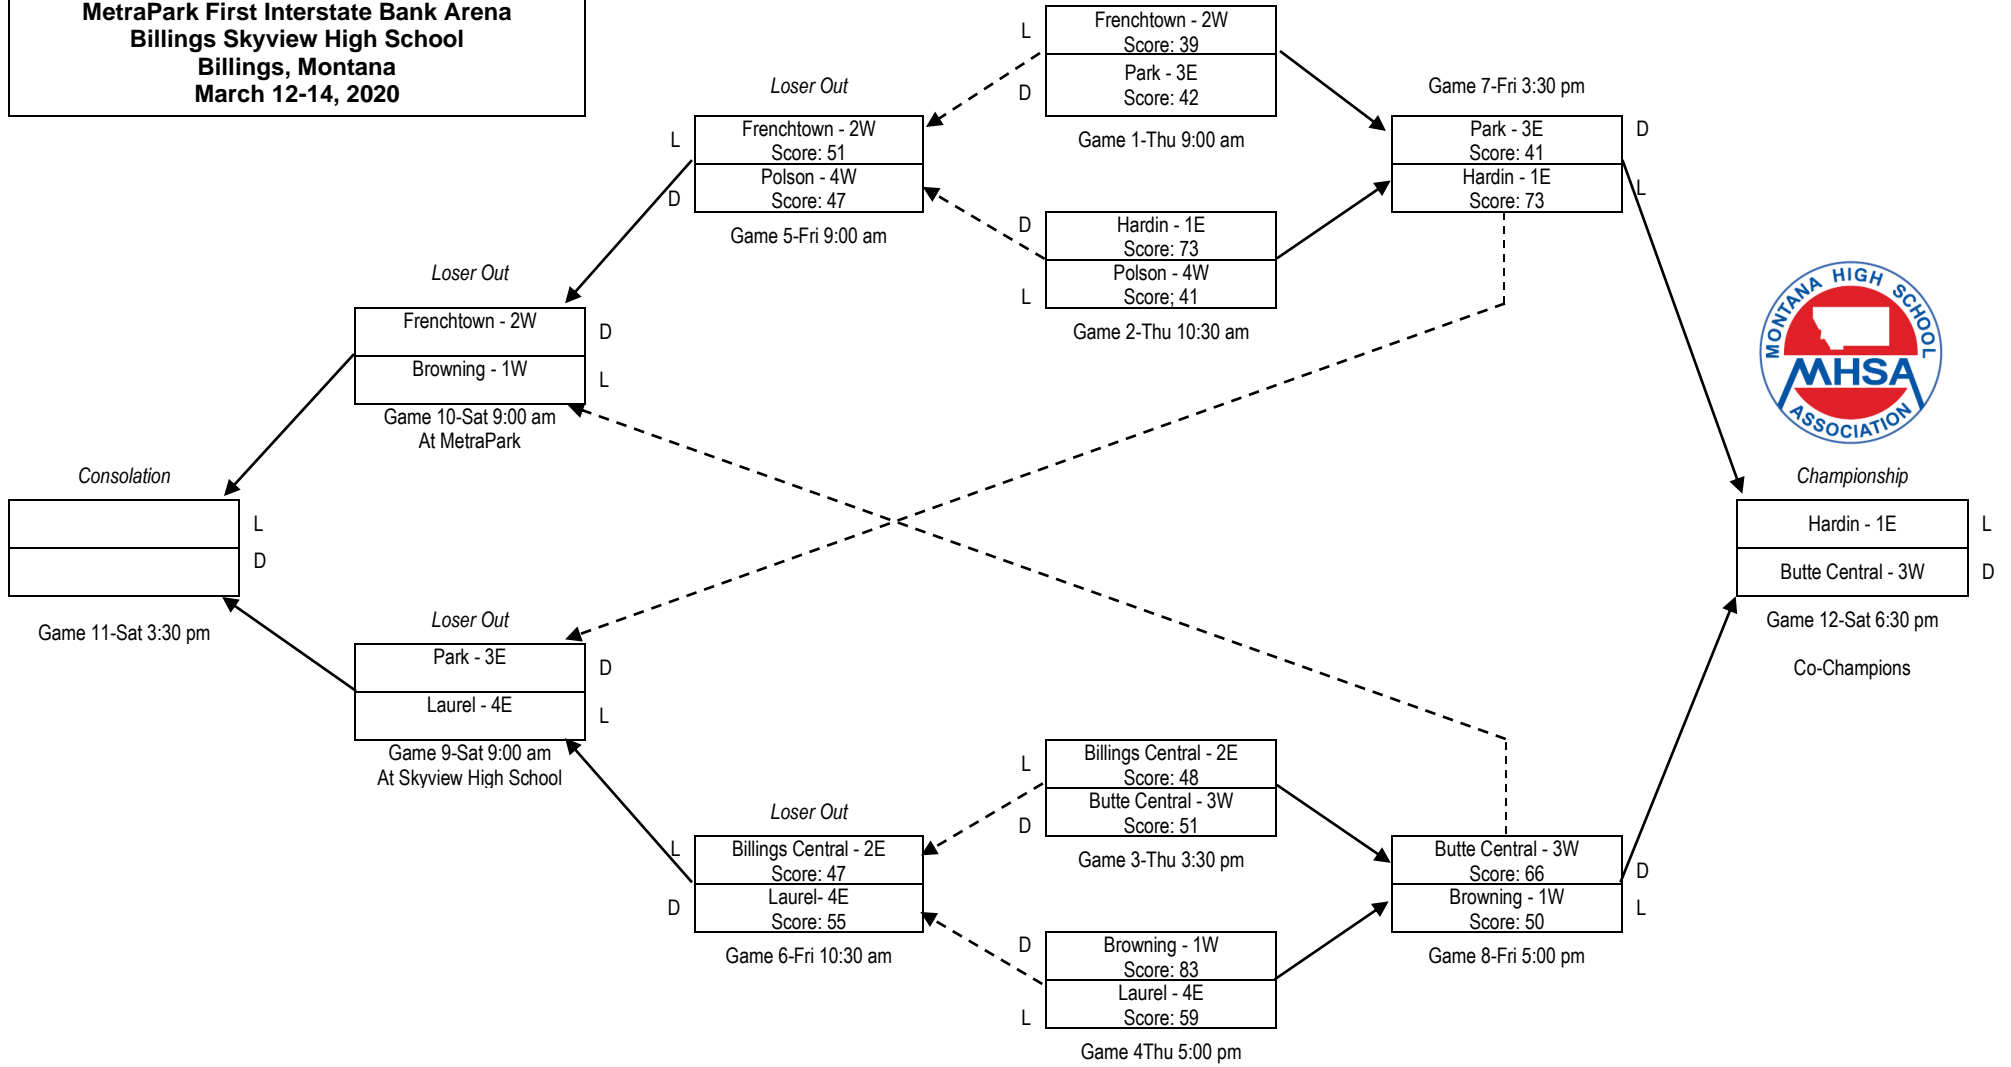 MetraPark First Interstate Bank Arena
Billings Skyview High School
Billings, Montana
March 12-14, 2020
L
Frenchtown - 2W
Score: 39
D
Park - 3E
Score: 42
Game 1-Thu 9:00 am
Loser Out
L
Frenchtown - 2W
Score: 51
D
Polson - 4W
Score: 47
Game 5-Fri 9:00 am
D
Hardin - 1E
Score: 73
L
Polson - 4W
Score; 41
Game 2-Thu 10:30 am
Game 7-Fri 3:30 pm
Park - 3E
Score: 41
D
Hardin - 1E
Score: 73
L
Loser Out
Frenchtown - 2W
D
Browning - 1W
L
Game 10-Sat 9:00 am
At MetraPark
MONTANA HIGH SCHOOL
MHSA
ASSOCIATION
Consolation
L
D
Game 11-Sat 3:30 pm
Championship
Hardin - 1E
L
Butte Central - 3W
D
Game 12-Sat 6:30 pm
Co-Champions
Loser Out
Park - 3E
D
Laurel - 4E
L
Game 9-Sat 9:00 am
At Skyview High School
L
Billings Central - 2E
Score: 48
D
Butte Central - 3W
Score: 51
Game 3-Thu 3:30 pm
Loser Out
L
Billings Central - 2E
Score: 47
D
Laurel- 4E
Score: 55
Game 6-Fri 10:30 am
D
Browning - 1W
Score: 83
L
Laurel - 4E
Score: 59
Game 4Thu 5:00 pm
Butte Central - 3W
Score: 66
D
Browning - 1W
Score: 50
L
Game 8-Fri 5:00 pm